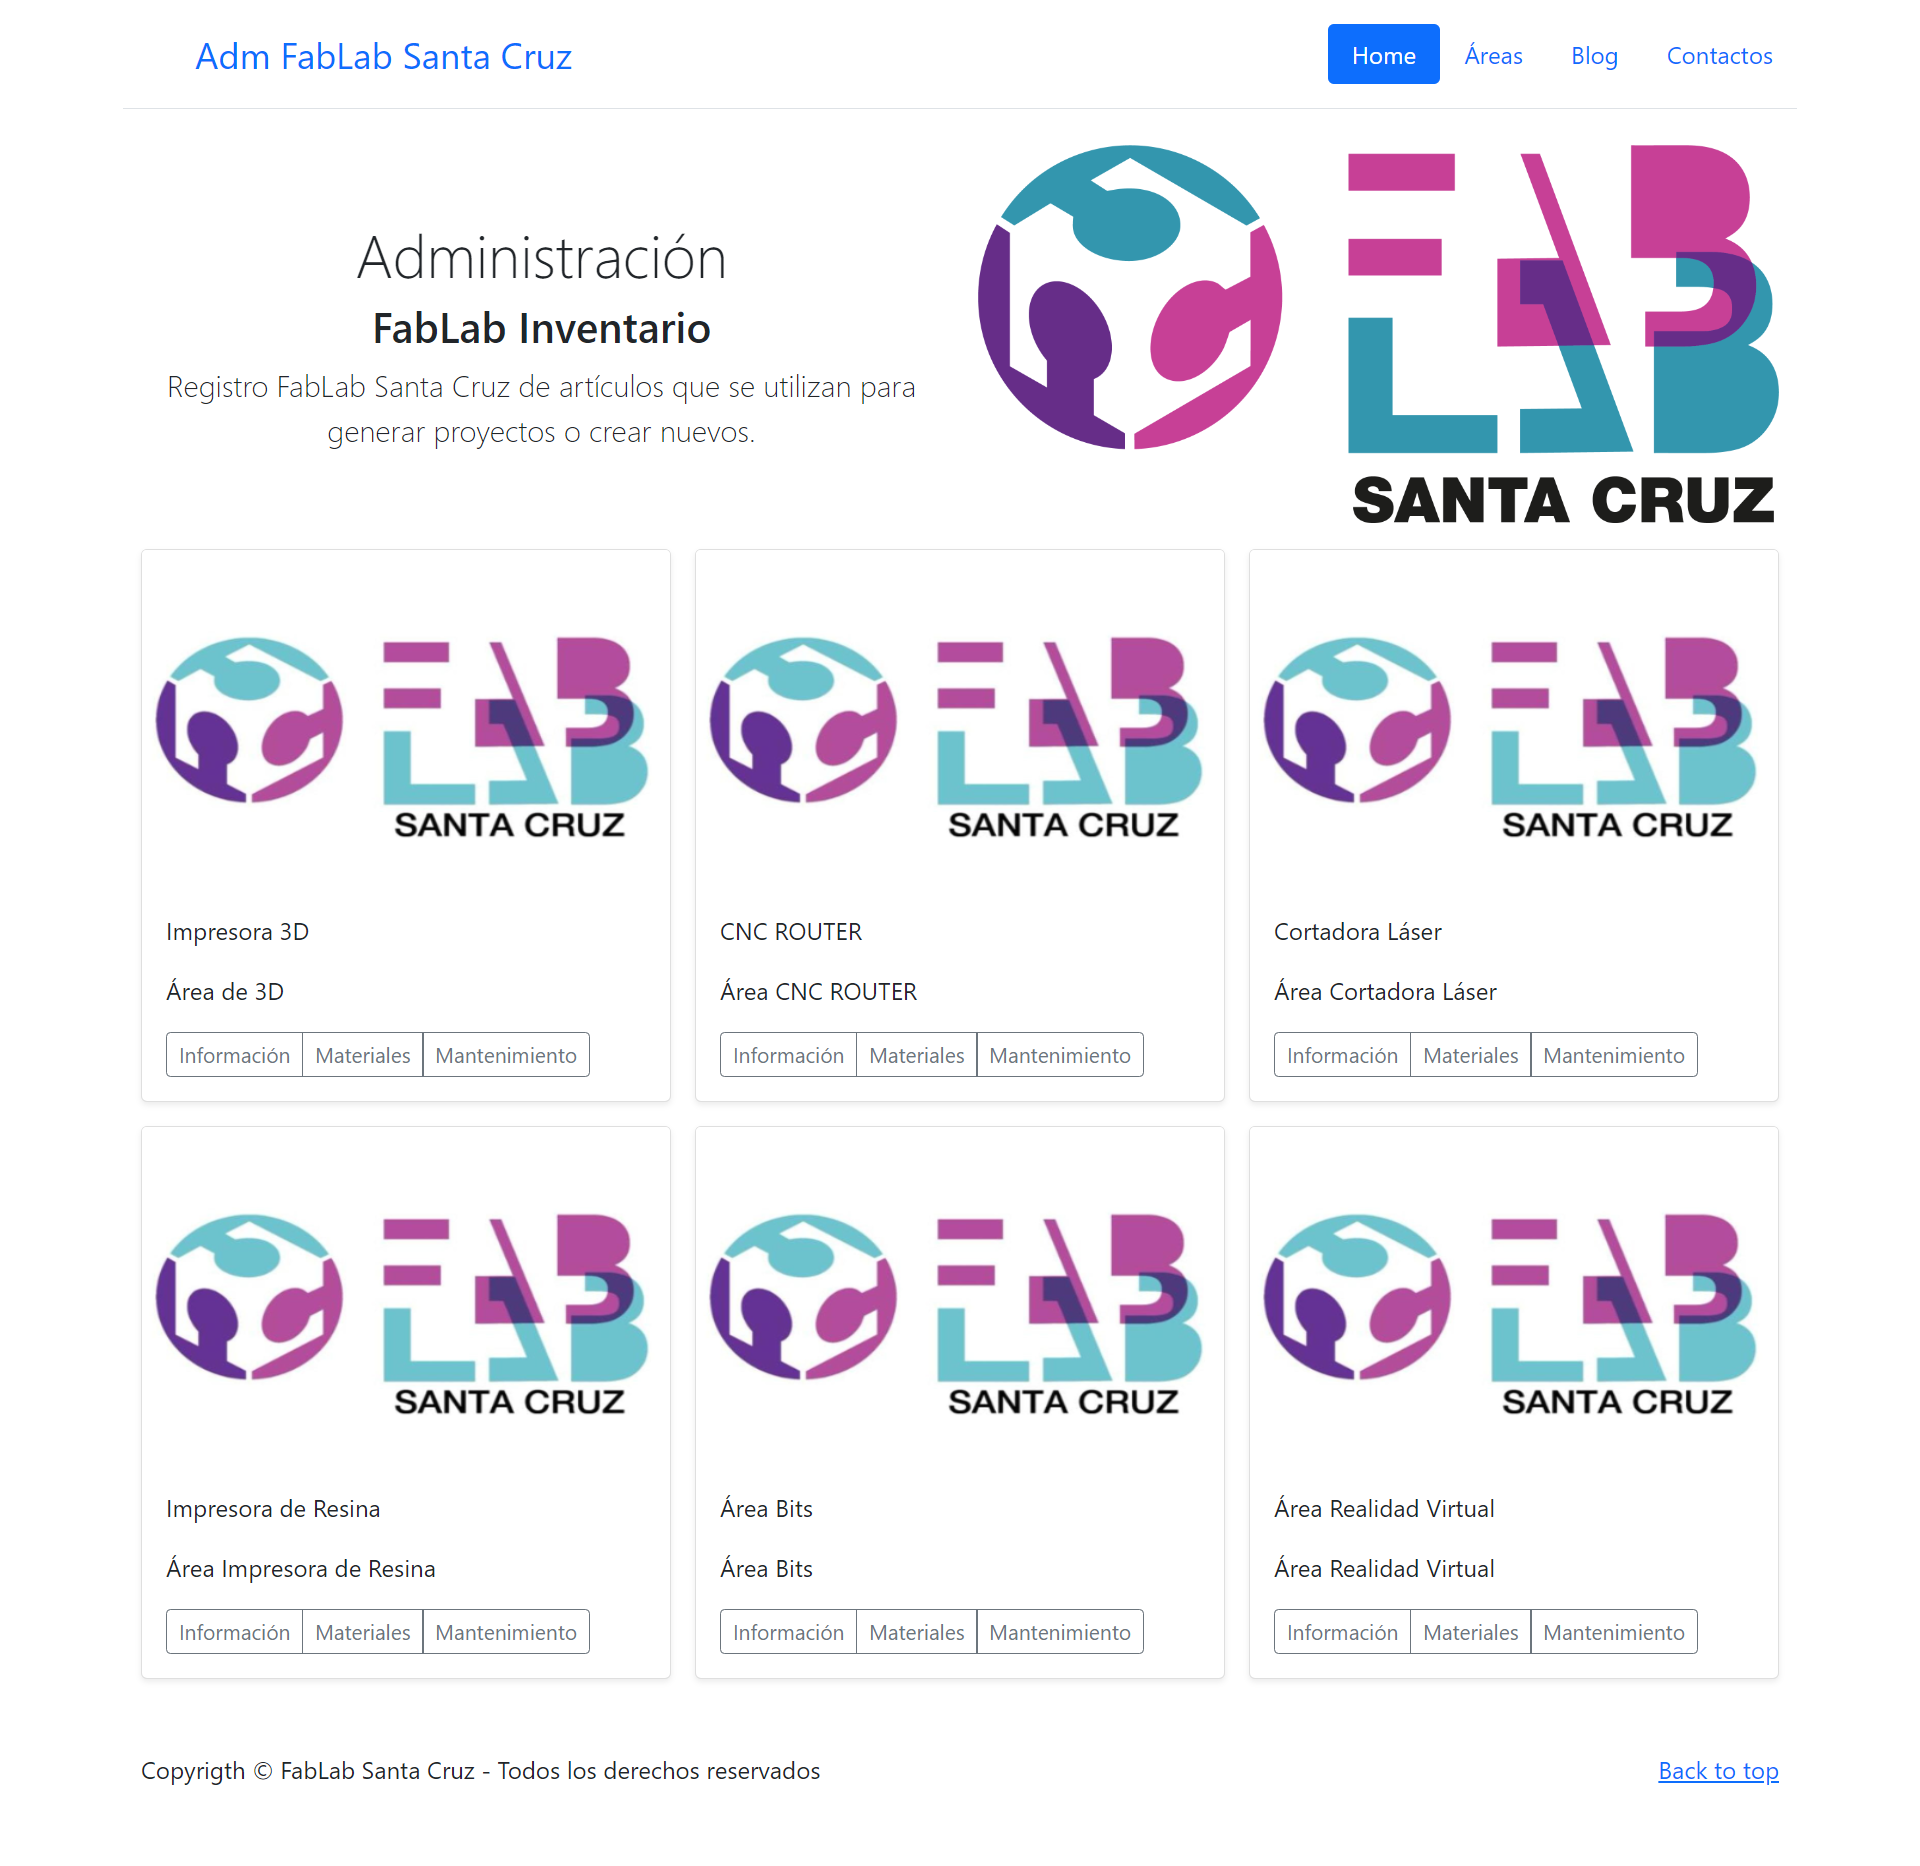 Adm FabLab Santa Cruz
Home Áreas Blog Contactos
Administración
FabLab Inventario
Registro FabLab Santa Cruz de artículos que se utilizan para
generar proyectos o crear nuevos.
FAB
LAB
SANTA CRUZ
FAB
LAB
SANTA CRUZ
Impresora 3D
Área de 3D
Información Materiales Mantenimiento
FAB
LAB
SANTA CRUZ
CNC ROUTER
Área CNC ROUTER
Información Materiales Mantenimiento
FAB
LAB
SANTA CRUZ
Cortadora Láser
Área Cortadora Láser
Información Materiales Mantenimiento
FAB
LAB
SANTA CRUZ
Impresora de Resina
Área Impresora de Resina
Información Materiales Mantenimiento
FAB
LAB
SANTA CRUZ
Área Bits
Área Bits
Información Materiales Mantenimiento
FAB
LAB
SANTA CRUZ
Área Realidad Virtual
Área Realidad Virtual
Información Materiales Mantenimiento
Copyrigth © FabLab Santa Cruz - Todos los derechos reservados
Back to top